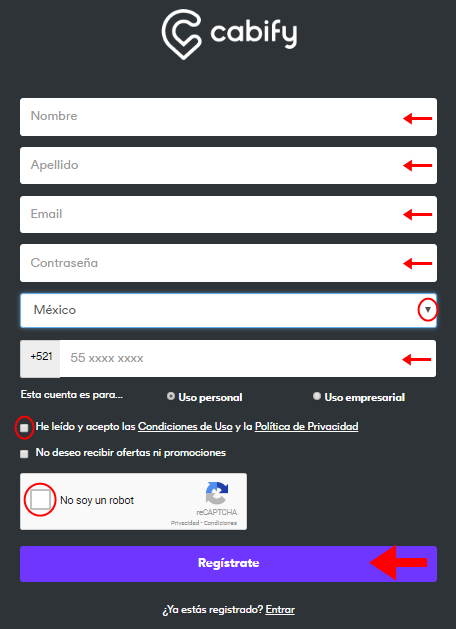 cabify
Nombre
Apellido
Email
Contraseña
México
+521 55 xxxx xxxx
Esta cuenta es para... Uso personal Uso empresarial
He leído y acepto las Condiciones de Uso y la Política de Privacidad
No deseo recibir ofertas ni promociones
No soy un robot
reCAPTCHA
Privacidad - Condiciones
Regístrate
¿Ya estás registrado? Entrar